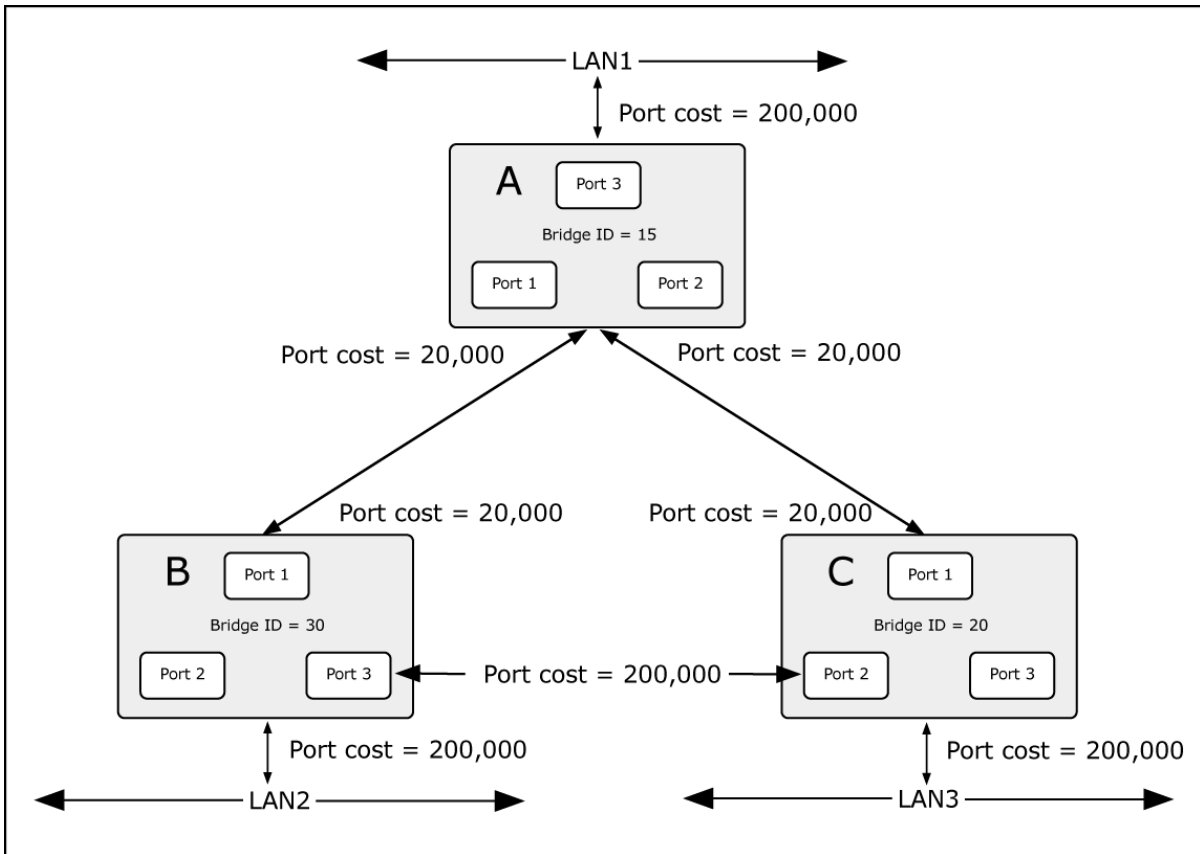 LAN1
Port cost = 200,000
A
Port 3
Bridge ID = 15
Port 1
Port 2
Port cost = 20,000
Port cost = 20,000
Port cost = 20,000
Port cost = 20,000
B
Port 1
Bridge ID = 30
Port 2
Port 3
C
Port 1
Bridge ID = 20
Port 2
Port 3
Port cost = 200,000
Port cost = 200,000
LAN2
Port cost = 200,000
LAN3